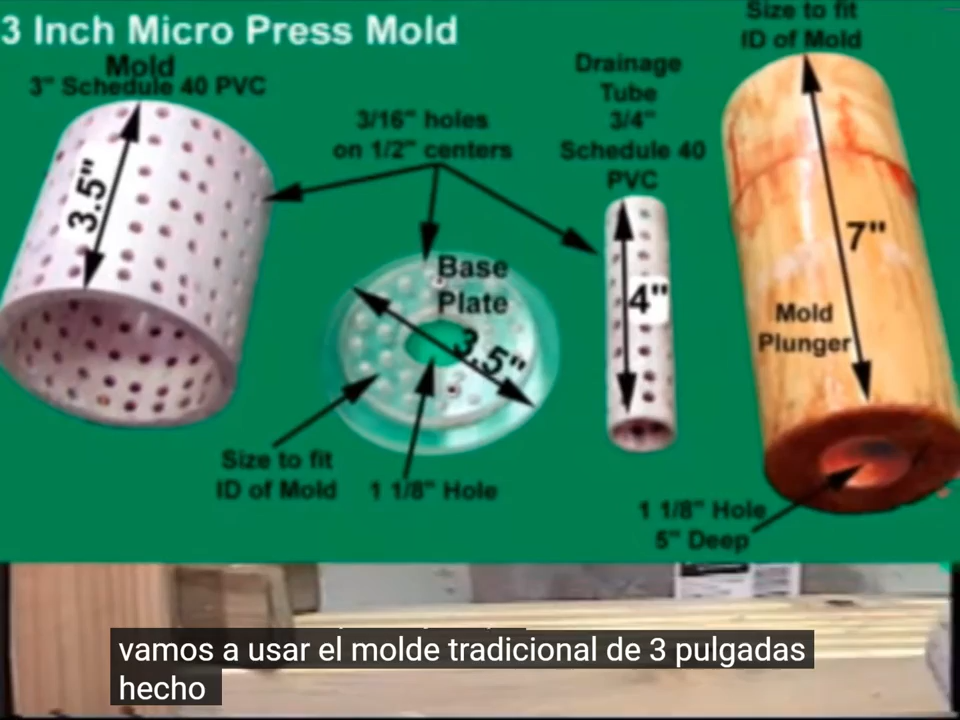 3 Inch Micro Press Mold
Mold
3" Schedule 40 PVC
3.5"
3/16" holes
on 1/2" centers
Drainage
Tube
3/4"
Schedule 40
PVC
Size to fit
ID of Mold
Base
Plate
3.5"
4"
7"
Mold
Plunger
Size to fit
ID of Mold
1 1/8" Hole
1 1/8" Hole
5" Deep
vamos a usar el molde tradicional de 3 pulgadas
hecho